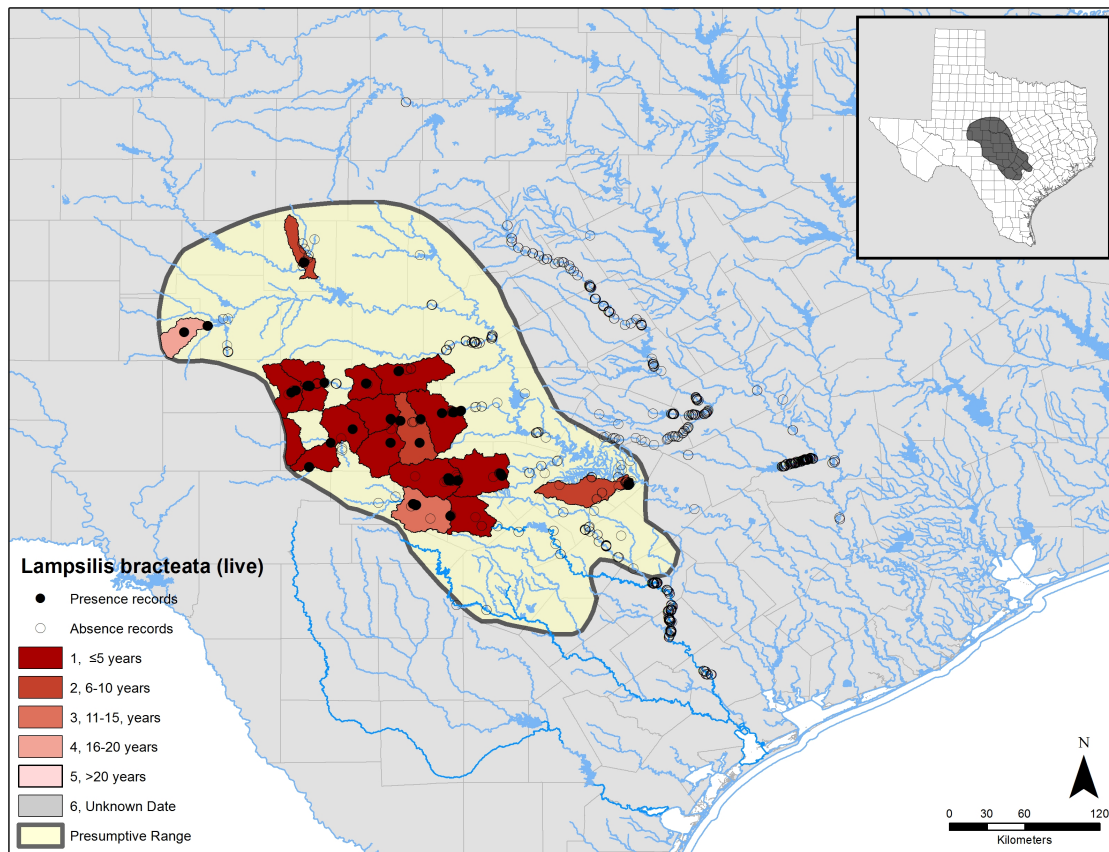 Lampsilis bracteata (live)
Presence records
Absence records
1, ≤5 years
2, 6-10 years
3, 11-15, years
4, 16-20 years
5, >20 years
6, Unknown Date
Presumptive Range
N
0 30 60 120
Kilometers